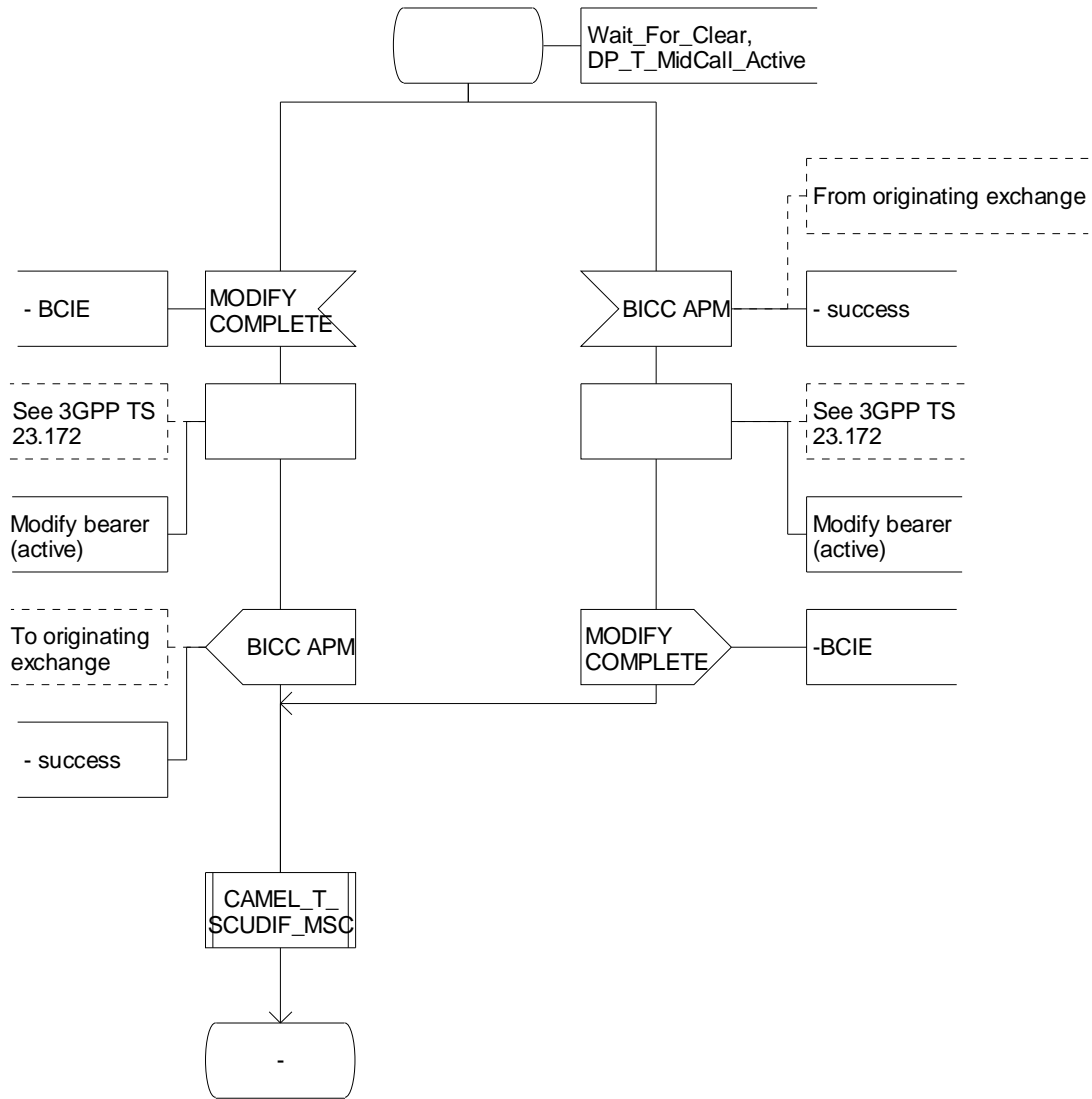 Wait_For_Clear,
DP_T_MidCall_Active
From originating exchange
- BCIE
MODIFY
COMPLETE
BICC APM
- success
See 3GPP TS
23.172
See 3GPP TS
23.172
Modify bearer
(active)
Modify bearer
(active)
To originating
exchange
BICC APM
MODIFY
COMPLETE
-BCIE
- success
CAMEL_T_
SCUDIF_MSC
-